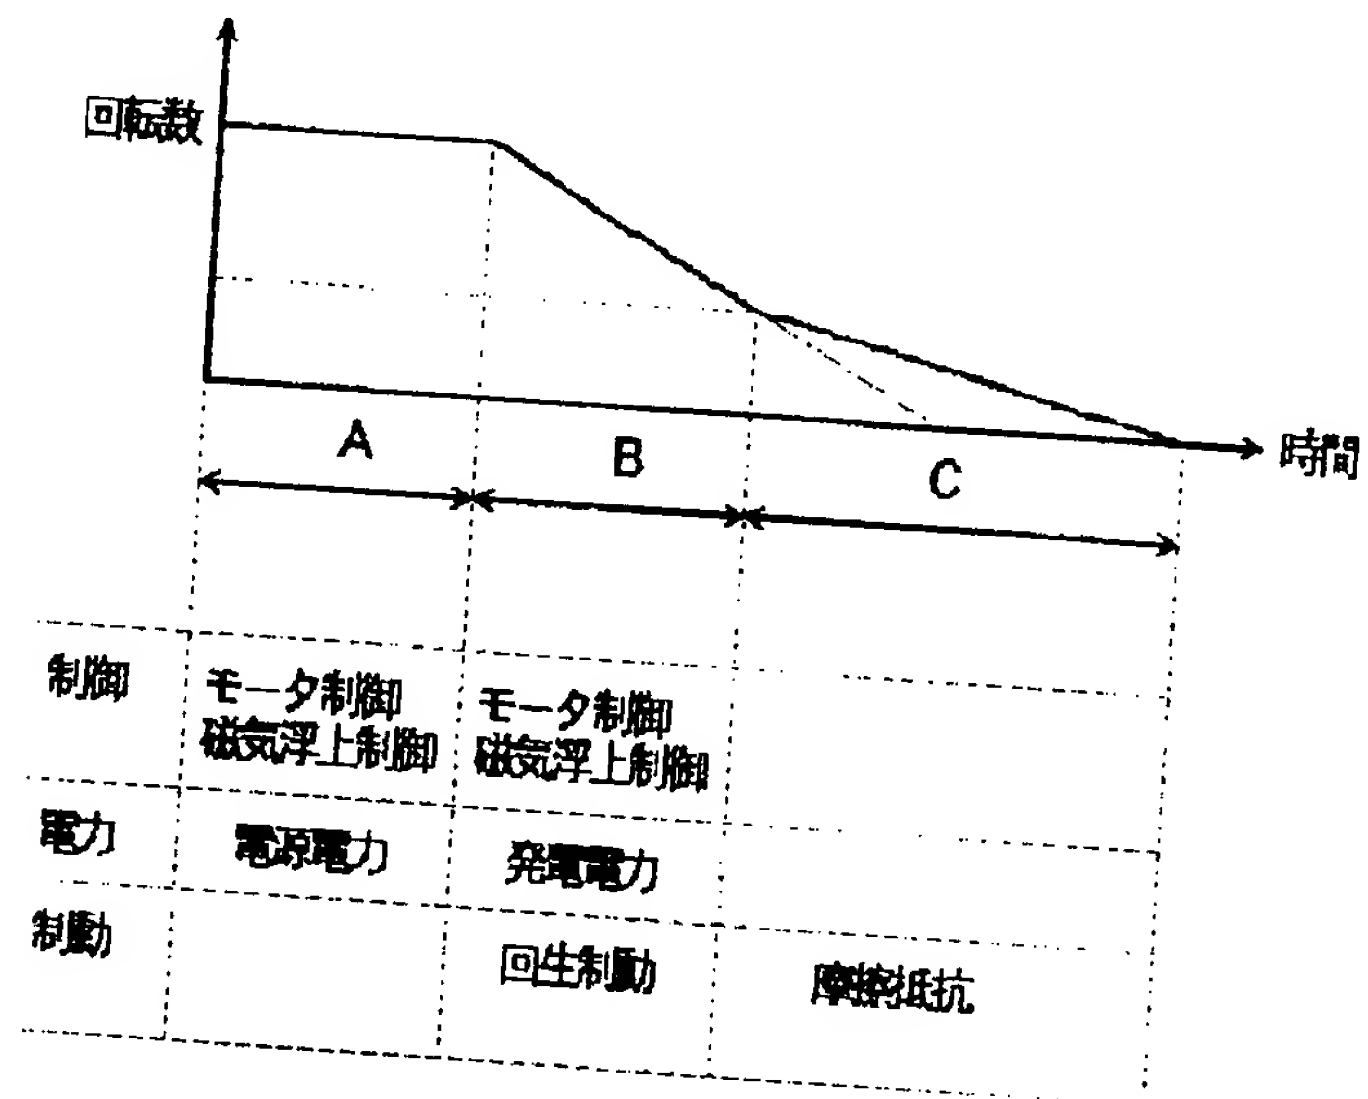 回転数
時間
A
B
C
制御
モータ制御
磁気浮上制御
モータ制御
磁気浮上制御
電力
電源電力
発電電力
制動
回生制動
摩擦抵抗